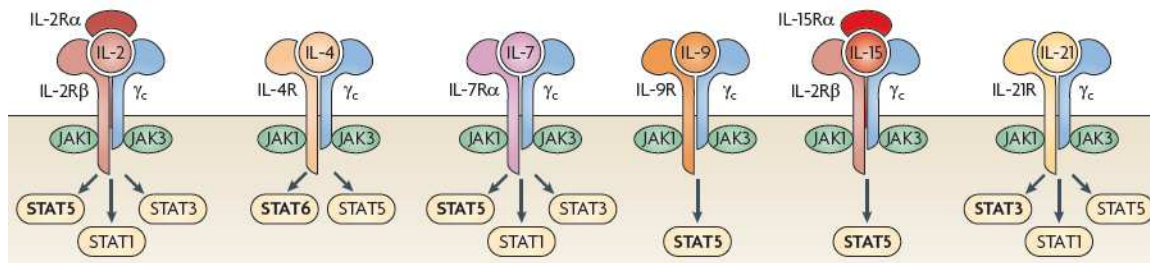 IL-2Rα
IL-2
IL-2Rβ
γc
JAK1
JAK3
STAT5
STAT3
STAT1
IL-4
IL-4R
γc
JAK1
JAK3
STAT6
STAT5
IL-7
IL-7Rα
γc
JAK1
JAK3
STAT5
STAT3
STAT1
IL-9
IL-9R
γc
JAK1
JAK3
STAT5
IL-15Rα
IL-15
IL-2Rβ
γc
JAK1
JAK3
STAT5
IL-21
IL-21R
γc
JAK1
JAK3
STAT3
STAT5
STAT1